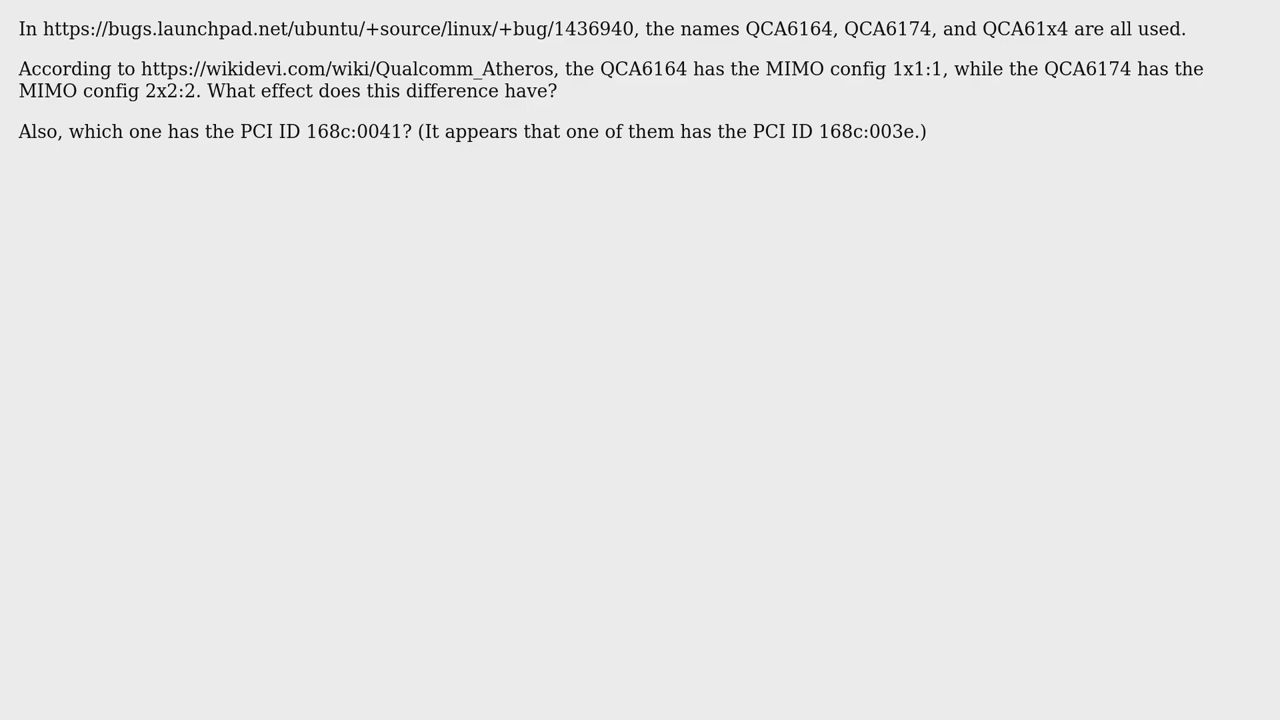 In https://bugs.launchpad.net/ubuntu/+source/linux/+bug/1436940, the names QCA6164, QCA6174, and QCA61x4 are all used.
According to https://wikidevi.com/wiki/Qualcomm_Atheros, the QCA6164 has the MIMO config 1x1:1, while the QCA6174 has the
MIMO config 2x2:2. What effect does this difference have?
Also, which one has the PCI ID 168c:0041? (It appears that one of them has the PCI ID 168c:003e.)